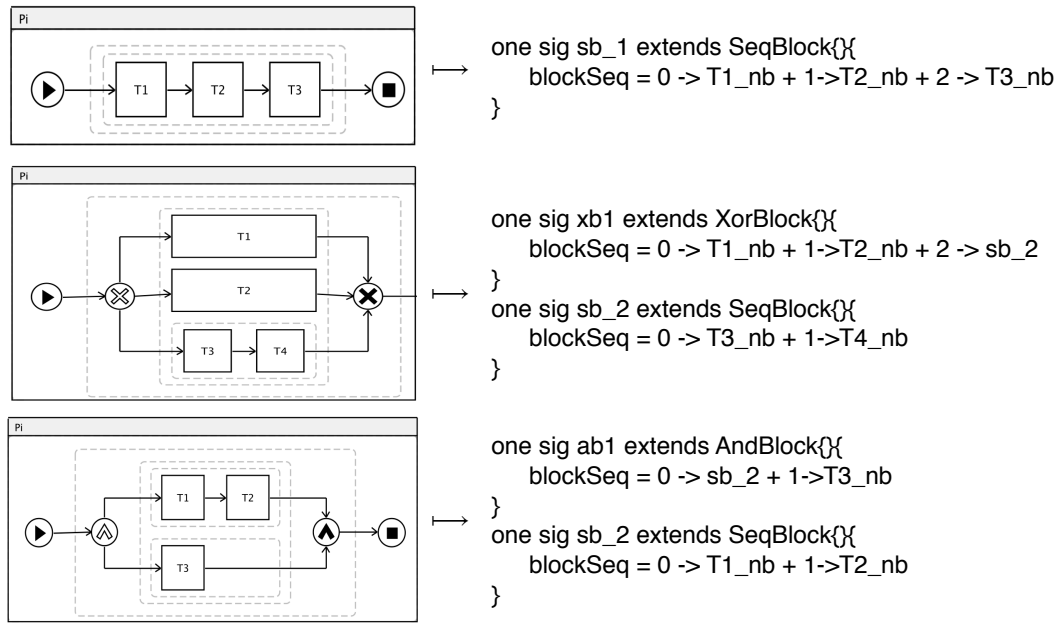 Pi
T1
T2
T3
⟼
one sig sb_1 extends SeqBlock{}{
blockSeq = 0 -> T1_nb + 1->T2_nb + 2 -> T3_nb
}
Pi
T1
T2
T3
T4
⟼
one sig xb1 extends XorBlock{}{
blockSeq = 0 -> T1_nb + 1->T2_nb + 2 -> sb_2
}
one sig sb_2 extends SeqBlock{}{
blockSeq = 0 -> T3_nb + 1->T4_nb
}
Pi
T1
T2
T3
⟼
one sig ab1 extends AndBlock{}{
blockSeq = 0 -> sb_2 + 1->T3_nb
}
one sig sb_2 extends SeqBlock{}{
blockSeq = 0 -> T1_nb + 1->T2_nb
}